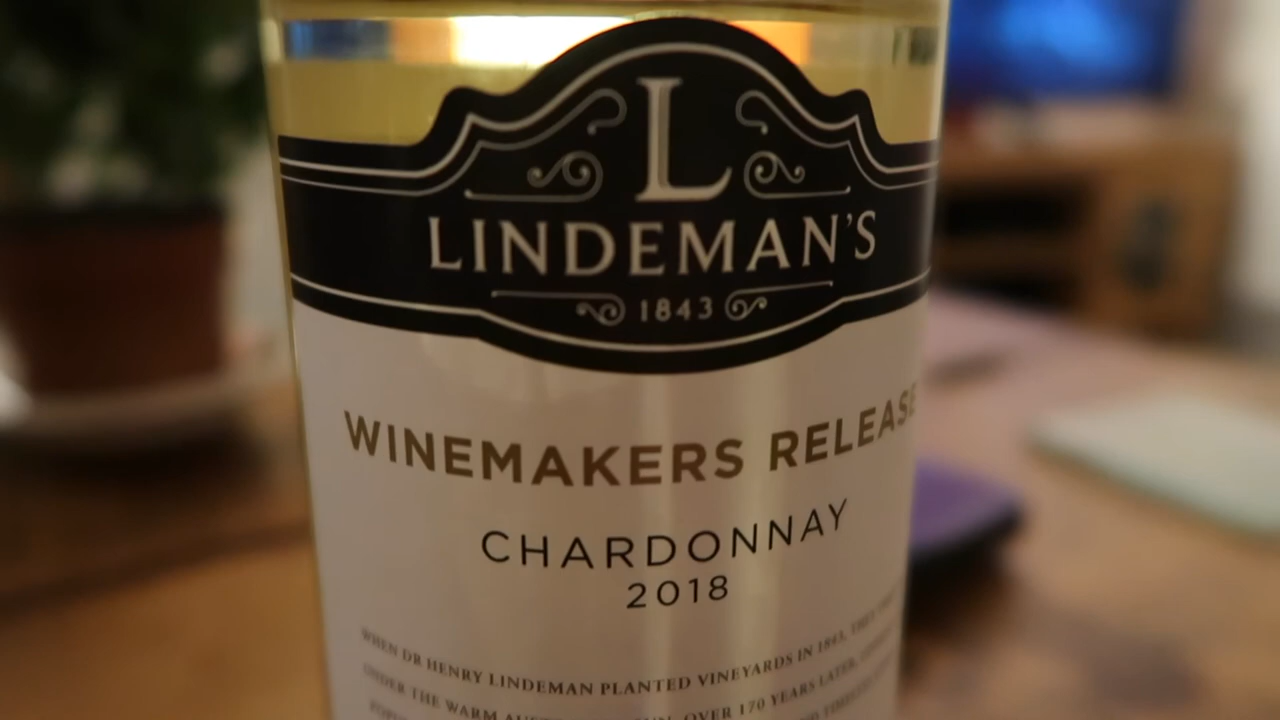 L
LINDEMAN'S
1843
WINEMAKERS RELEASE
CHARDONNAY
2018
WHEN DR HENRY LINDEMAN PLANTED VINEYARDS IN 1843, THEY
UNDER THE WARM OVER 170 YEARS LATER,